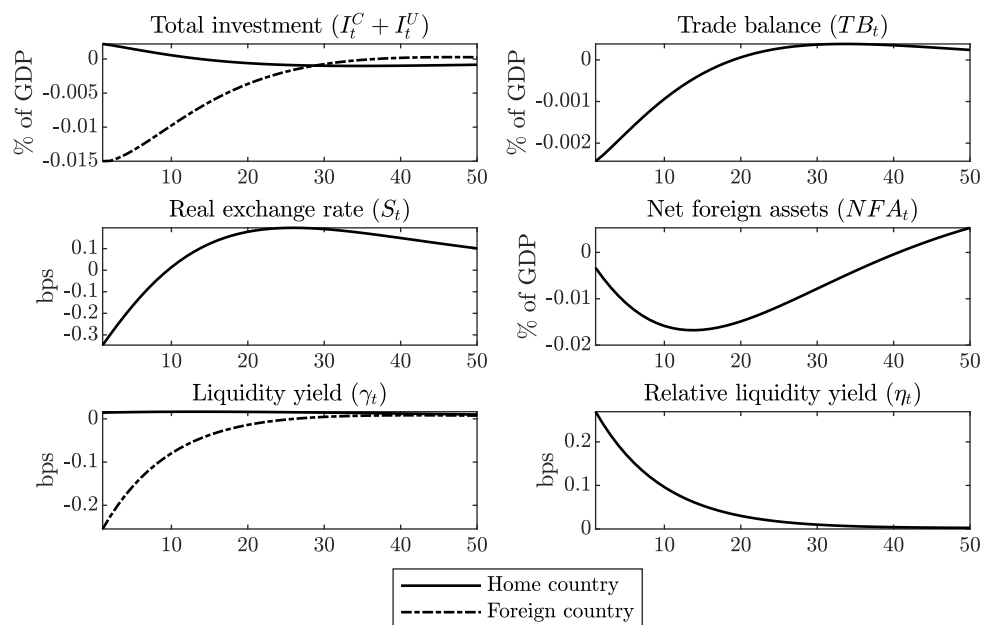 Total investment (I_t^C + I_t^U)
% of GDP
0
-0.005
-0.01
-0.015
10 20 30 40 50
Trade balance (TB_t)
% of GDP
0
-0.001
-0.002
10 20 30 40 50
Real exchange rate (S_t)
bps
0.1
0
-0.1
-0.2
-0.3
10 20 30 40 50
Net foreign assets (NFA_t)
% of GDP
0
-0.01
-0.02
10 20 30 40 50
Liquidity yield (γ_t)
bps
0
-0.1
-0.2
10 20 30 40 50
Relative liquidity yield (η_t)
bps
0.2
0.1
0
10 20 30 40 50
Home country
Foreign country